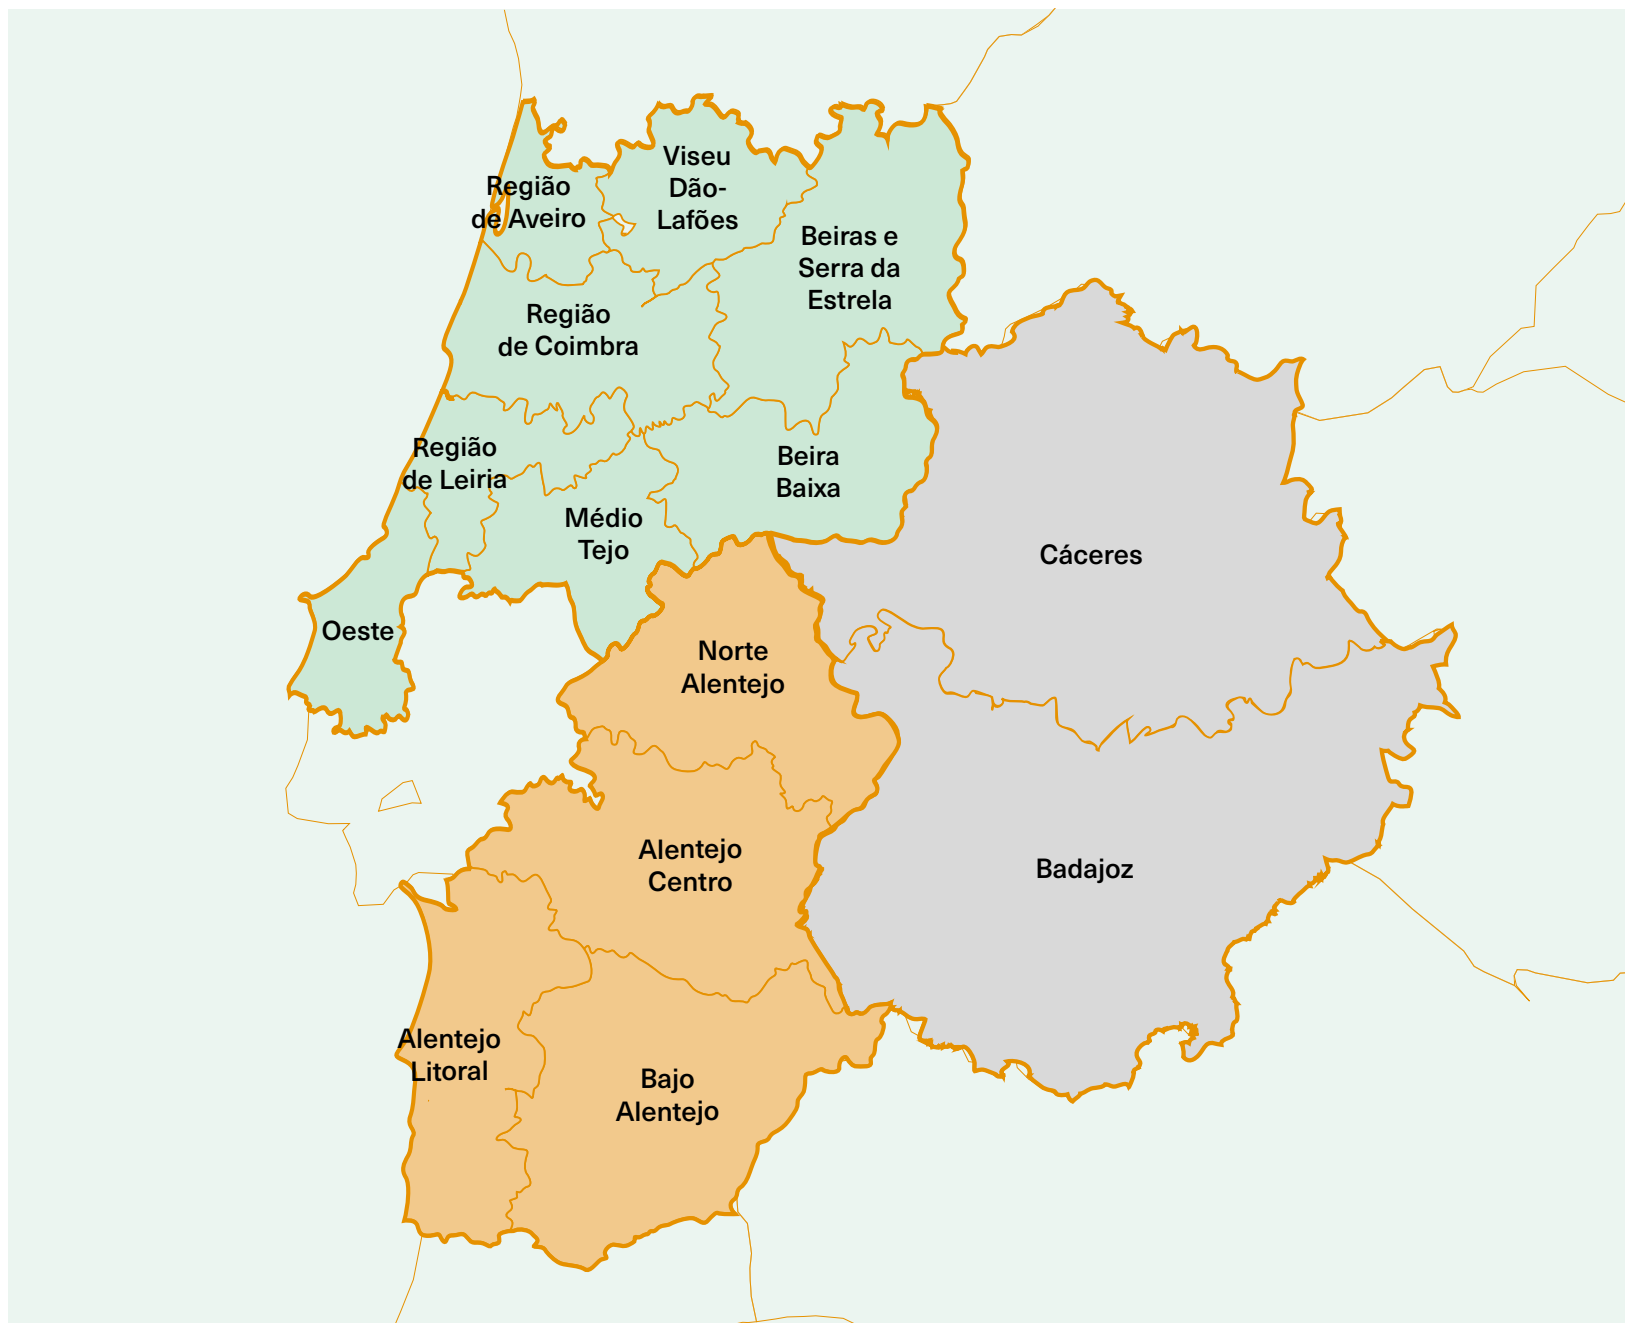 Viseu
Dão-
Lafões
Região
de Aveiro
Beiras e
Serra da
Estrela
Região
de Coimbra
Região
de Leiria
Beira
Baixa
Médio
Tejo
Cáceres
Oeste
Norte
Alentejo
Alentejo
Centro
Badajoz
Alentejo
Litoral
Bajo
Alentejo